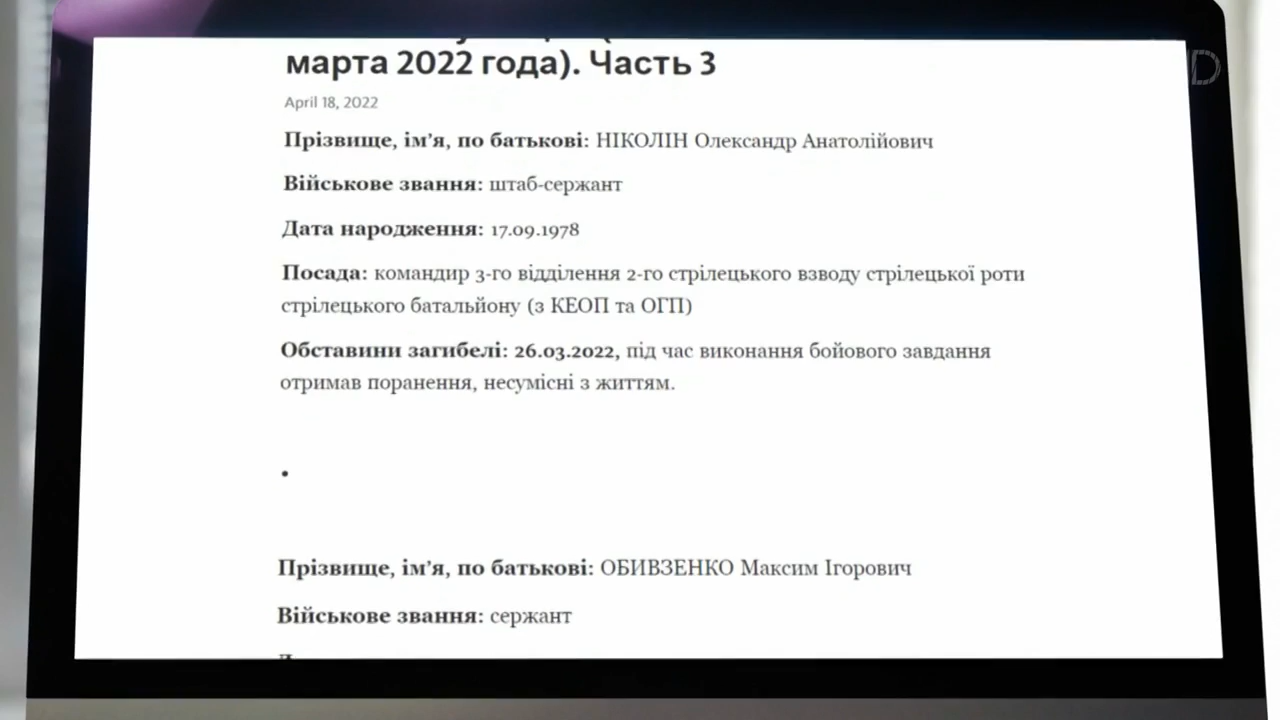 марта 2022 года). Часть 3
April 18, 2022
Прізвище, ім’я, по батькові: НІКОЛІН Олександр Анатолійович
Військове звання: штаб-сержант
Дата народження: 17.09.1978
Посада: командир 3-го відділення 2-го стрілецького взводу стрілецької роти
стрілецького батальйону (з КЕОП та ОГП)
Обставини загибелі: 26.03.2022, під час виконання бойового завдання
отримав поранення, несумісні з життям.
•
Прізвище, ім’я, по батькові: ОБИВЗЕНКО Максим Ігорович
Військове звання: сержант